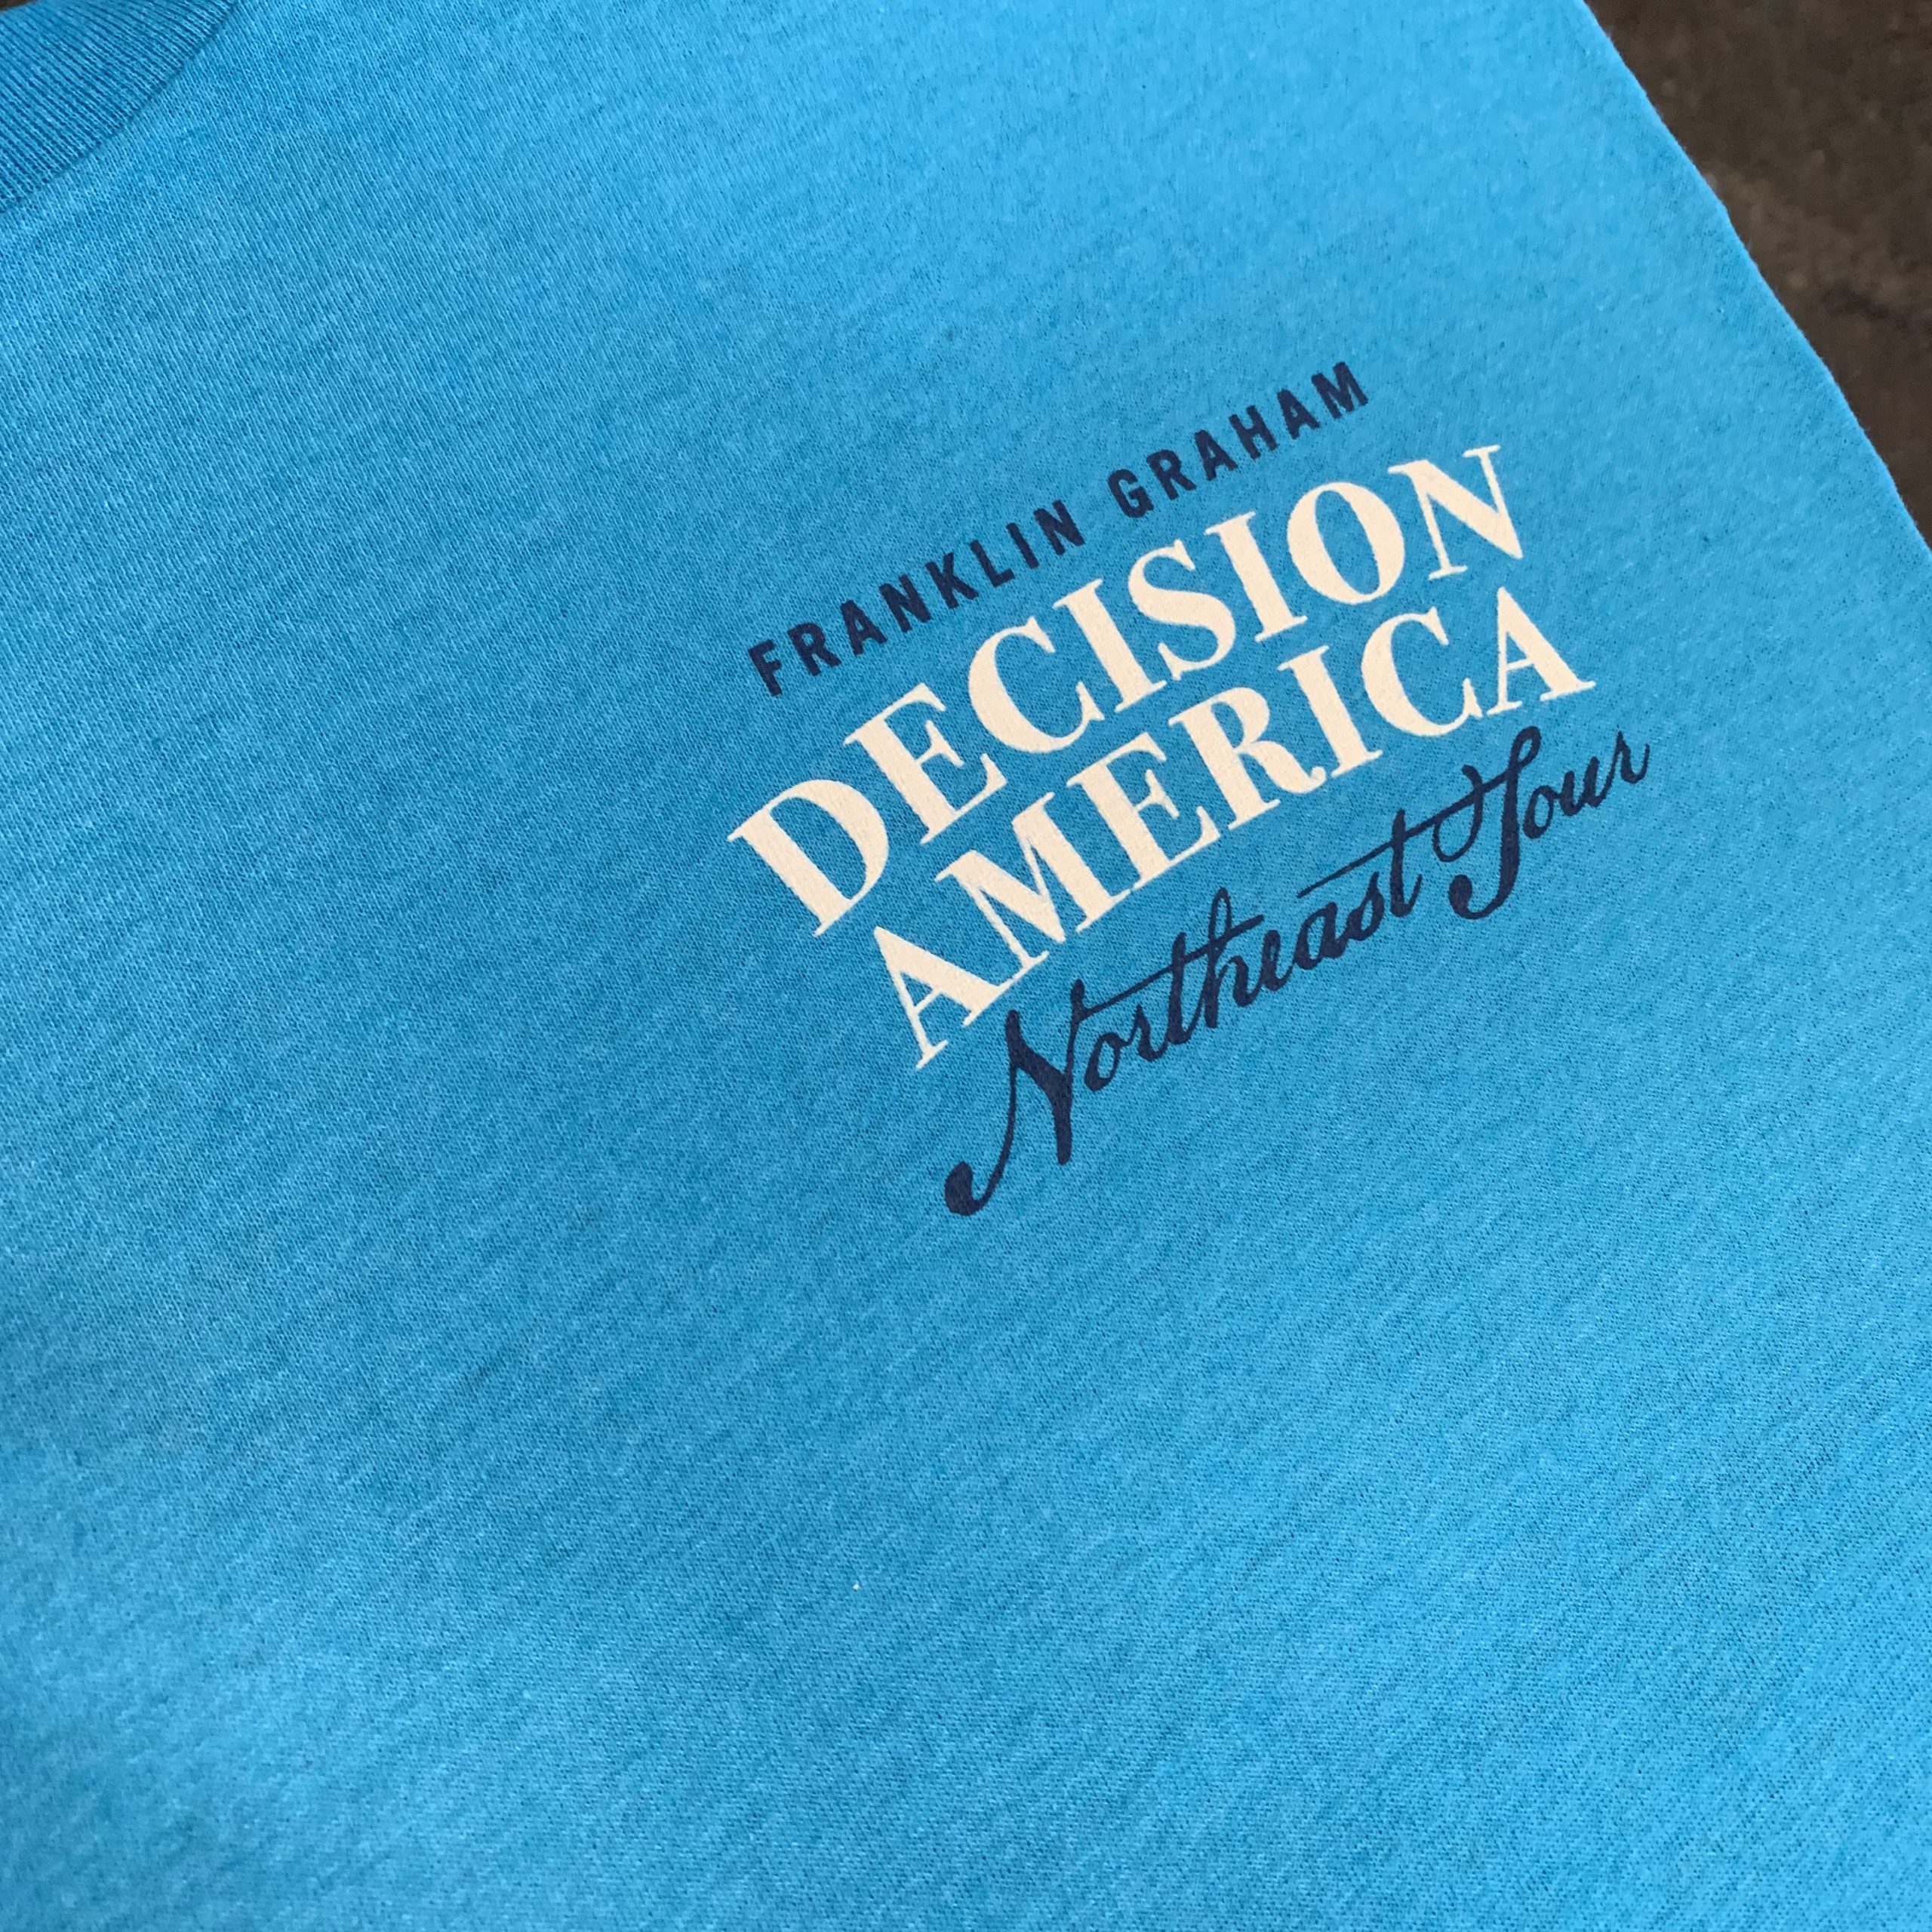 FRANKLIN GRAHAM
DECISION
AMERICA
Northeast Tour